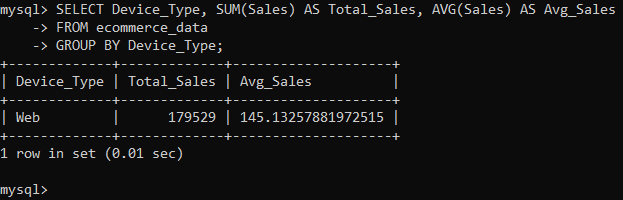 mysql> SELECT Device_Type, SUM(Sales) AS Total_Sales, AVG(Sales) AS Avg_Sales
    -> FROM ecommerce_data
    -> GROUP BY Device_Type;
+-------------+-------------+--------------------+
| Device_Type | Total_Sales | Avg_Sales          |
+-------------+-------------+--------------------+
| Web         |      179529 | 145.13257881972515 |
+-------------+-------------+--------------------+
1 row in set (0.01 sec)
mysql>